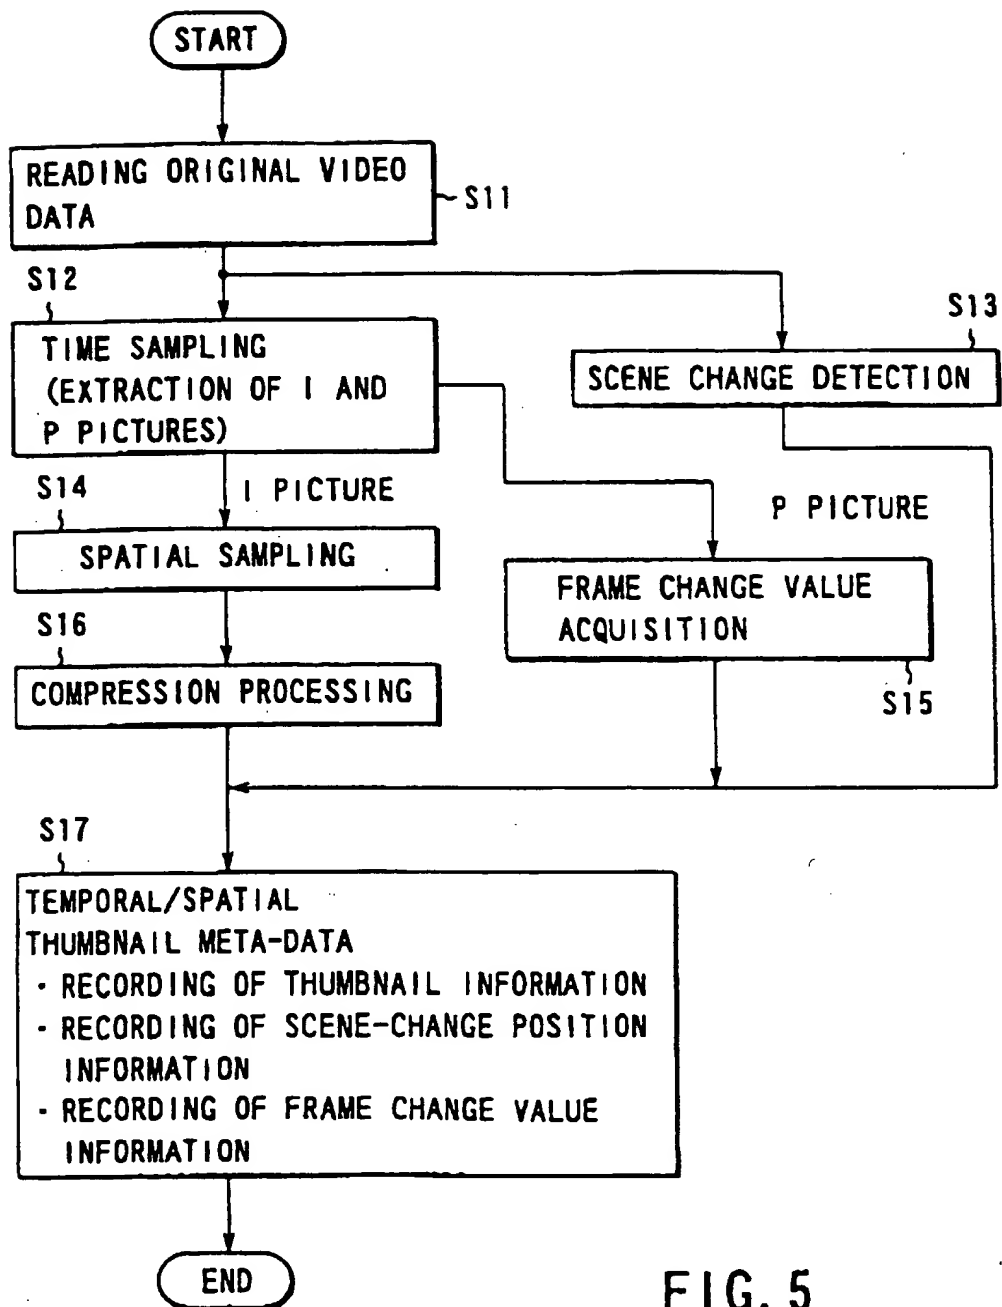 START
READING ORIGINAL VIDEO
DATA
S11
S12
TIME SAMPLING
(EXTRACTION OF I AND
P PICTURES)
S13
SCENE CHANGE DETECTION
I PICTURE
P PICTURE
S14
SPATIAL SAMPLING
FRAME CHANGE VALUE
ACQUISITION
S15
S16
COMPRESSION PROCESSING
S17
TEMPORAL/SPATIAL
THUMBNAIL META-DATA
· RECORDING OF THUMBNAIL INFORMATION
· RECORDING OF SCENE-CHANGE POSITION
INFORMATION
· RECORDING OF FRAME CHANGE VALUE
INFORMATION
END
FIG. 5